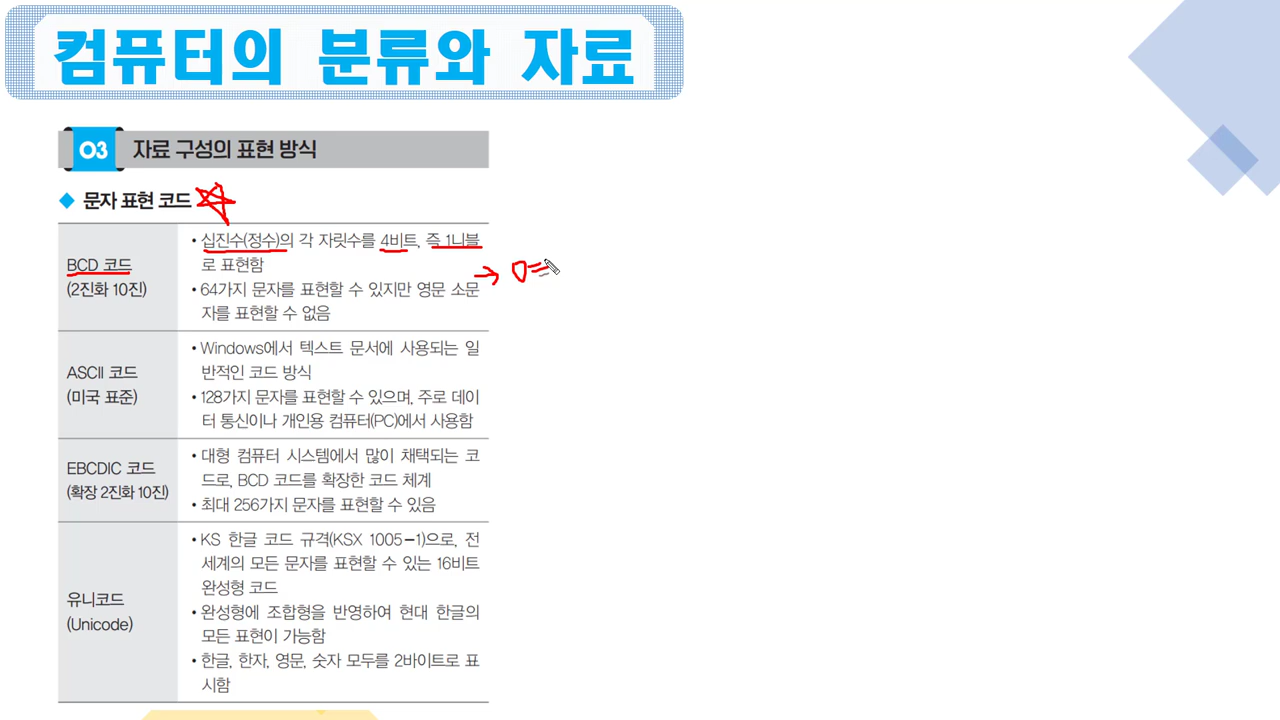 컴퓨터의 분류와 자료
03 자료 구성의 표현 방식
◆ 문자 표현 코드
BCD 코드
(2진화 10진)
• 십진수(정수)의 각 자릿수를 4비트, 즉 1니블
로 표현함
• 64가지 문자를 표현할 수 있지만 영문 소문
자를 표현할 수 없음
→ 0=
ASCII 코드
(미국 표준)
• Windows에서 텍스트 문서에 사용되는 일
반적인 코드 방식
• 128가지 문자를 표현할 수 있으며, 주로 데이
터 통신이나 개인용 컴퓨터(PC)에서 사용함
EBCDIC 코드
(확장 2진화 10진)
• 대형 컴퓨터 시스템에서 많이 채택되는 코
드로, BCD 코드를 확장한 코드 체계
• 최대 256가지 문자를 표현할 수 있음
유니코드
(Unicode)
• KS 한글 코드 규격(KSX 1005-1)으로, 전
세계의 모든 문자를 표현할 수 있는 16비트
완성형 코드
• 완성형에 조합형을 반영하여 현대 한글의
모든 표현이 가능함
• 한글, 한자, 영문, 숫자 모두를 2바이트로 표
시함